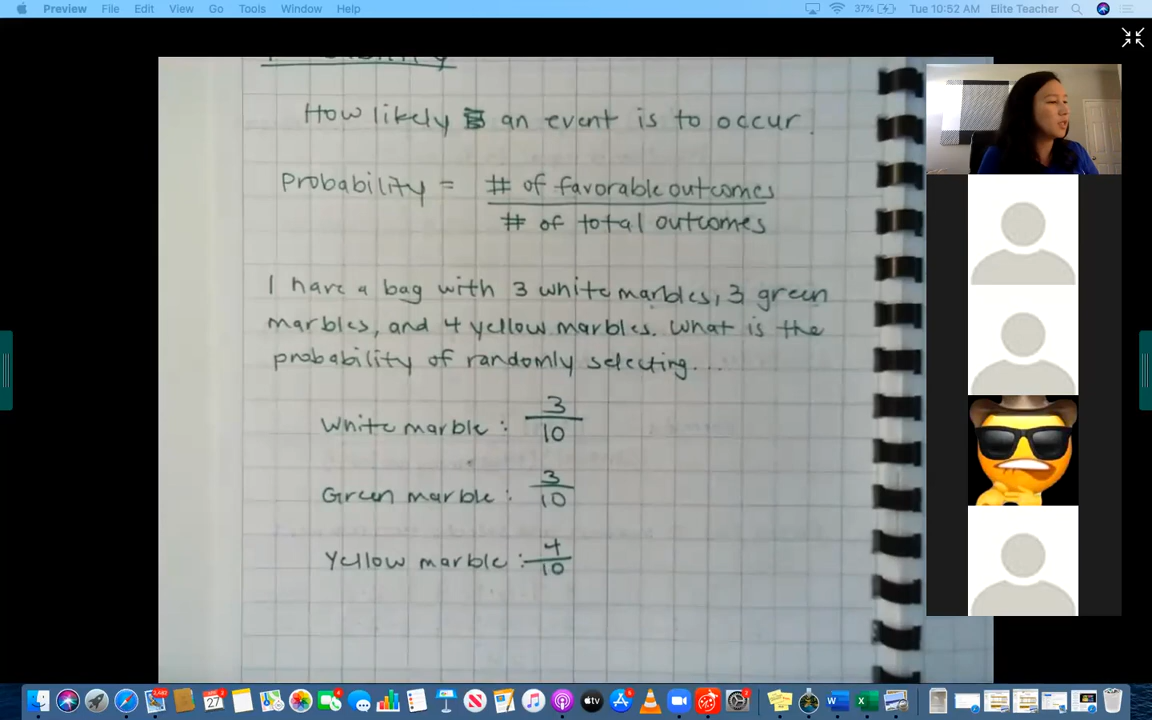 Preview File Edit View Go Tools Window Help 37% Tue 10:52 AM Elite Teacher
How likely an event is to occur.
Probability = # of favorable outcomes
# of total outcomes
I have a bag with 3 white marbles, 3 green
marbles, and 4 yellow marbles. What is the
probability of randomly selecting...
White marble: 3/10
Green marble: 3/10
Yellow marble: 4/10
27
tv